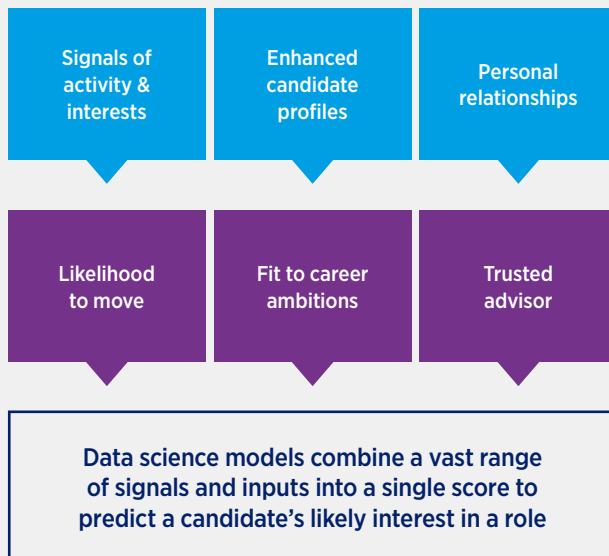 Signals of
activity &
interests
Enhanced
candidate
profiles
Personal
relationships
Likelihood
to move
Fit to career
ambitions
Trusted
advisor
Data science models combine a vast range
of signals and inputs into a single score to
predict a candidate’s likely interest in a role